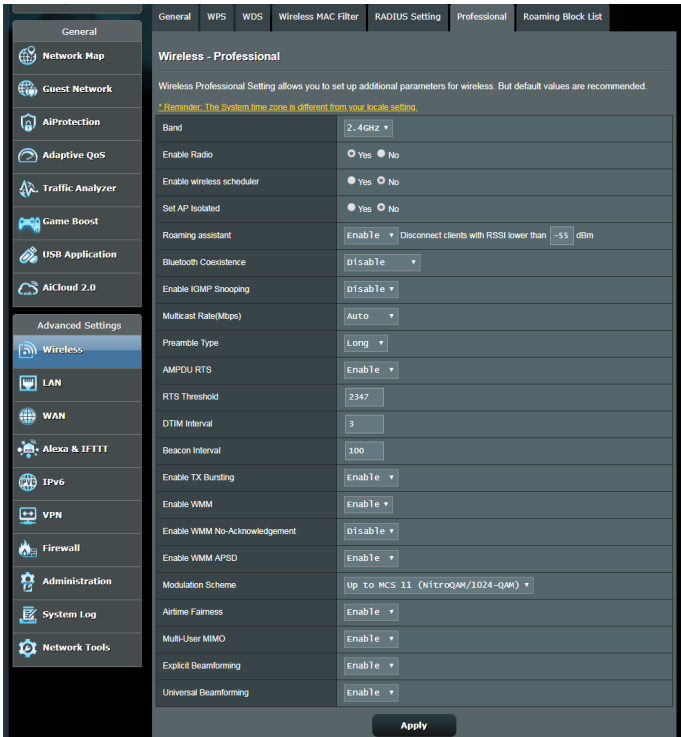 General WPS WDS Wireless MAC Filter RADIUS Setting Professional Roaming Block List
General
Network Map
Guest Network
AiProtection
Adaptive QoS
Traffic Analyzer
Game Boost
USB Application
AiCloud 2.0
Advanced Settings
Wireless
LAN
WAN
Alexa & IFTTT
IPv6
VPN
Firewall
Administration
System Log
Network Tools
Wireless - Professional
Wireless Professional Setting allows you to set up additional parameters for wireless. But default values are recommended.
* Reminder: The System time zone is different from your locale setting.
Band 2.4GHz
Enable Radio Yes No
Enable wireless scheduler Yes No
Set AP Isolated Yes No
Roaming assistant Enable Disconnect clients with RSSI lower than -55 dBm
Bluetooth Coexistence Disable
Enable IGMP Snooping Disable
Multicast Rate(Mbps) Auto
Preamble Type Long
AMPDU RTS Enable
RTS Threshold 2347
DTIM Interval 3
Beacon Interval 100
Enable TX Bursting Enable
Enable WMM Enable
Enable WMM No-Acknowledgement Disable
Enable WMM APSD Enable
Modulation Scheme Up to MCS 11 (NitroQAM/1024-QAM)
Airtime Fairness Enable
Multi-User MIMO Enable
Explicit Beamforming Enable
Universal Beamforming Enable
Apply